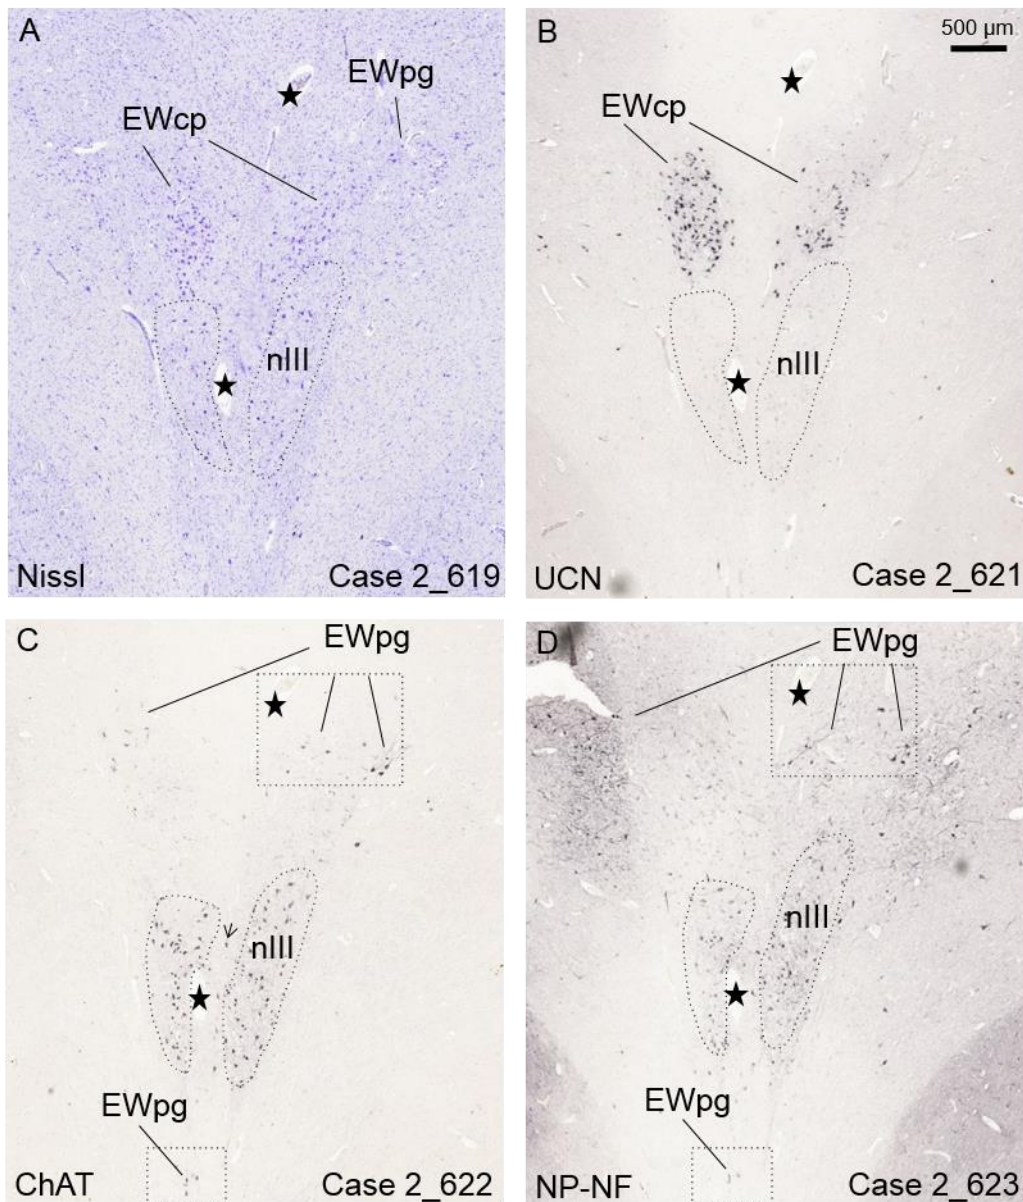 A
EWpg
EWcp
nIII
Nissl
Case 2_619
B
500 µm
EWcp
nIII
UCN
Case 2_621
C
EWpg
nIII
EWpg
ChAT
Case 2_622
D
EWpg
nIII
EWpg
NP-NF
Case 2_623